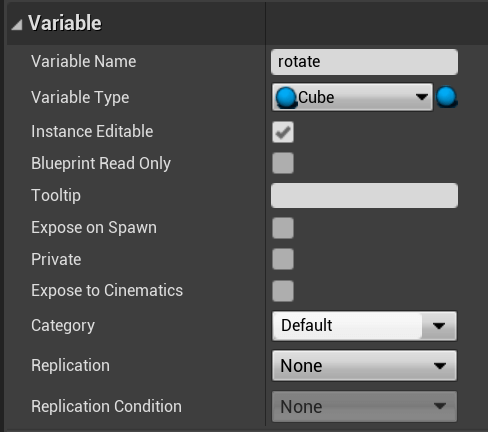 Variable
Variable Name rotate
Variable Type Cube
Instance Editable
Blueprint Read Only
Tooltip
Expose on Spawn
Private
Expose to Cinematics
Category Default
Replication None
Replication Condition None